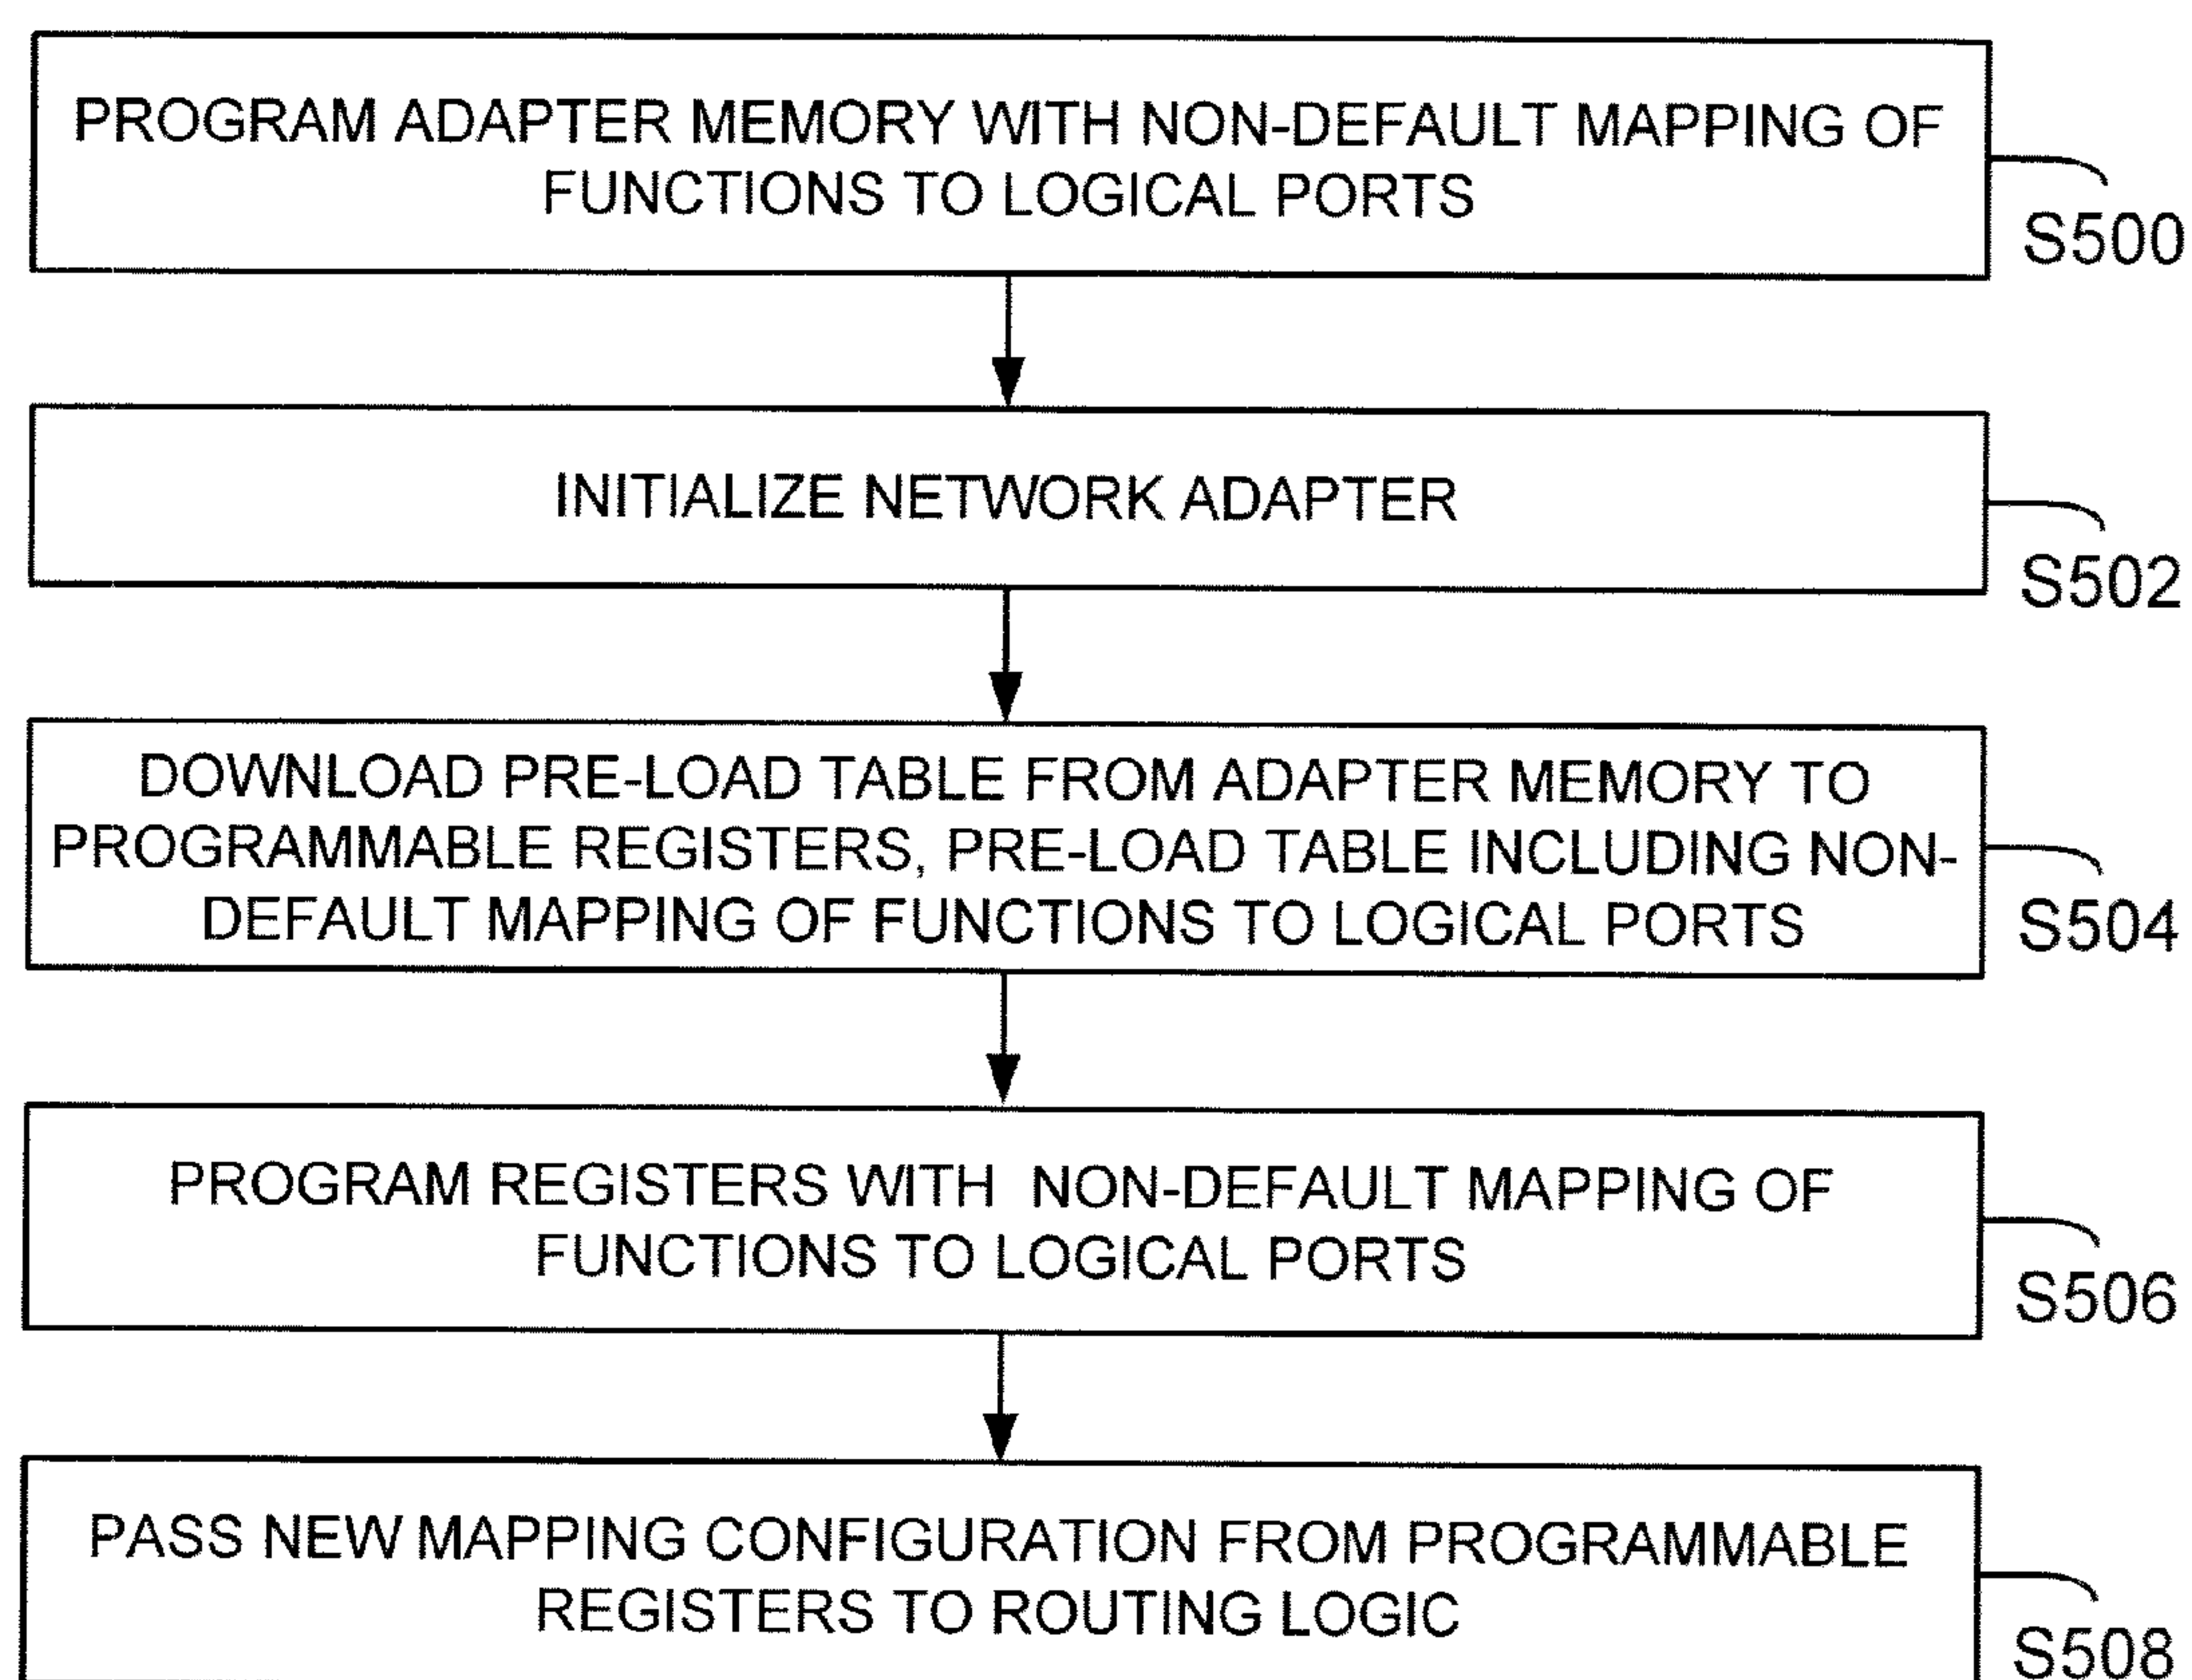 PROGRAM ADAPTER MEMORY WITH NON-DEFAULT MAPPING OF
FUNCTIONS TO LOGICAL PORTS
S500
INITIALIZE NETWORK ADAPTER
S502
DOWNLOAD PRE-LOAD TABLE FROM ADAPTER MEMORY TO
PROGRAMMABLE REGISTERS, PRE-LOAD TABLE INCLUDING NON-
DEFAULT MAPPING OF FUNCTIONS TO LOGICAL PORTS
S504
PROGRAM REGISTERS WITH NON-DEFAULT MAPPING OF
FUNCTIONS TO LOGICAL PORTS
S506
PASS NEW MAPPING CONFIGURATION FROM PROGRAMMABLE
REGISTERS TO ROUTING LOGIC
S508